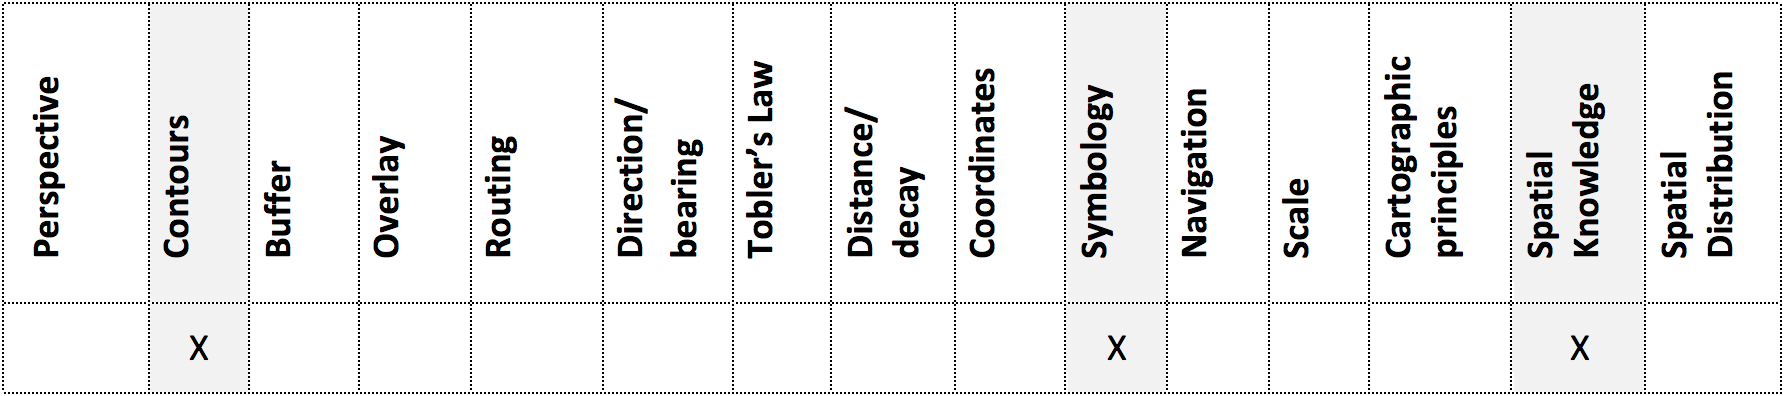 Perspective
Contours
Buffer
Overlay
Routing
Direction/
bearing
Tobler's Law
Distance/
decay
Coordinates
Symbology
Navigation
Scale
Cartographic
principles
Spatial
Knowledge
Spatial
Distribution
X
X
X